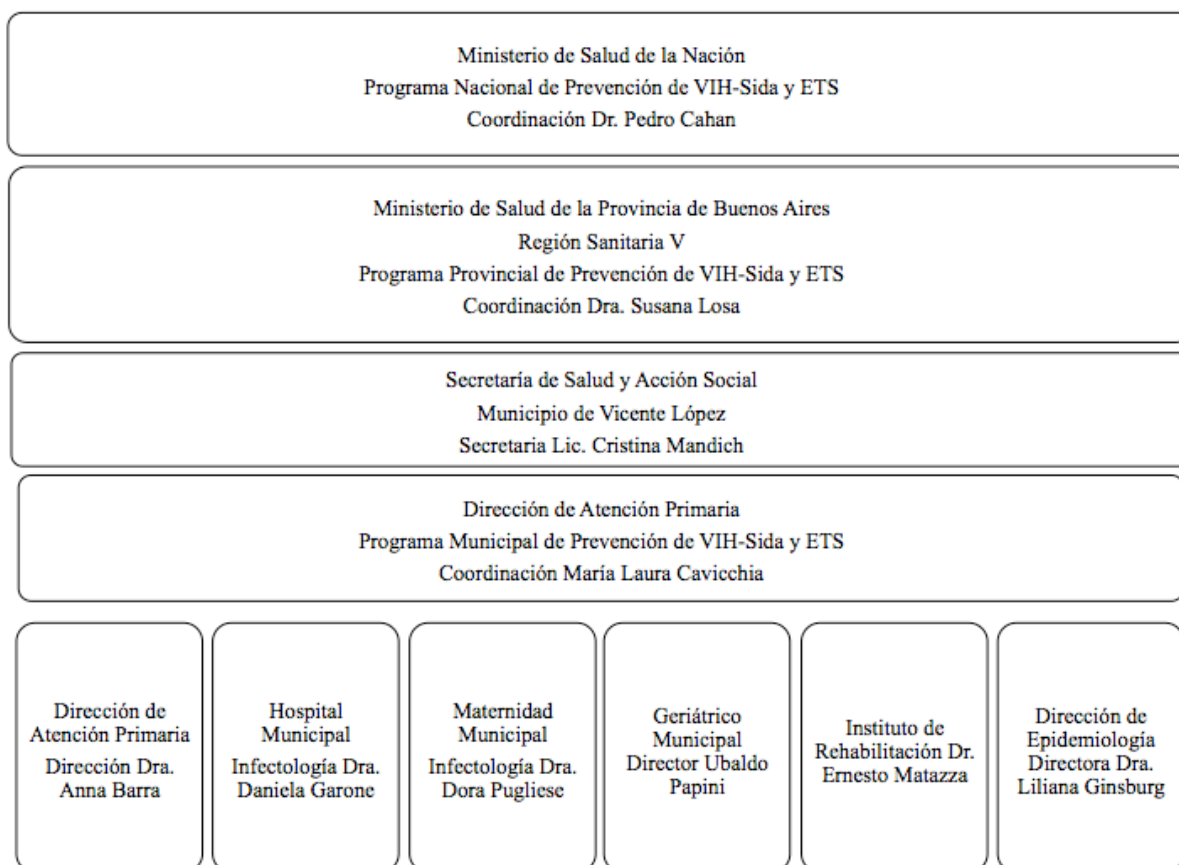 Ministerio de Salud de la Nación
Programa Nacional de Prevención de VIH-Sida y ETS
Coordinación Dr. Pedro Cahan
Ministerio de Salud de la Provincia de Buenos Aires
Región Sanitaria V
Programa Provincial de Prevención de VIH-Sida y ETS
Coordinación Dra. Susana Losa
Secretaría de Salud y Acción Social
Municipio de Vicente López
Secretaria Lic. Cristina Mandich
Dirección de Atención Primaria
Programa Municipal de Prevención de VIH-Sida y ETS
Coordinación María Laura Cavicchia
Dirección de
Atención Primaria
Dirección Dra.
Anna Barra
Hospital
Municipal
Infectología Dra.
Daniela Garone
Maternidad
Municipal
Infectología Dra.
Dora Pugliese
Geriátrico
Municipal
Director Ubaldo
Papini
Instituto de
Rehabilitación Dr.
Ernesto Matazza
Dirección de
Epidemiología
Directora Dra.
Liliana Ginsburg